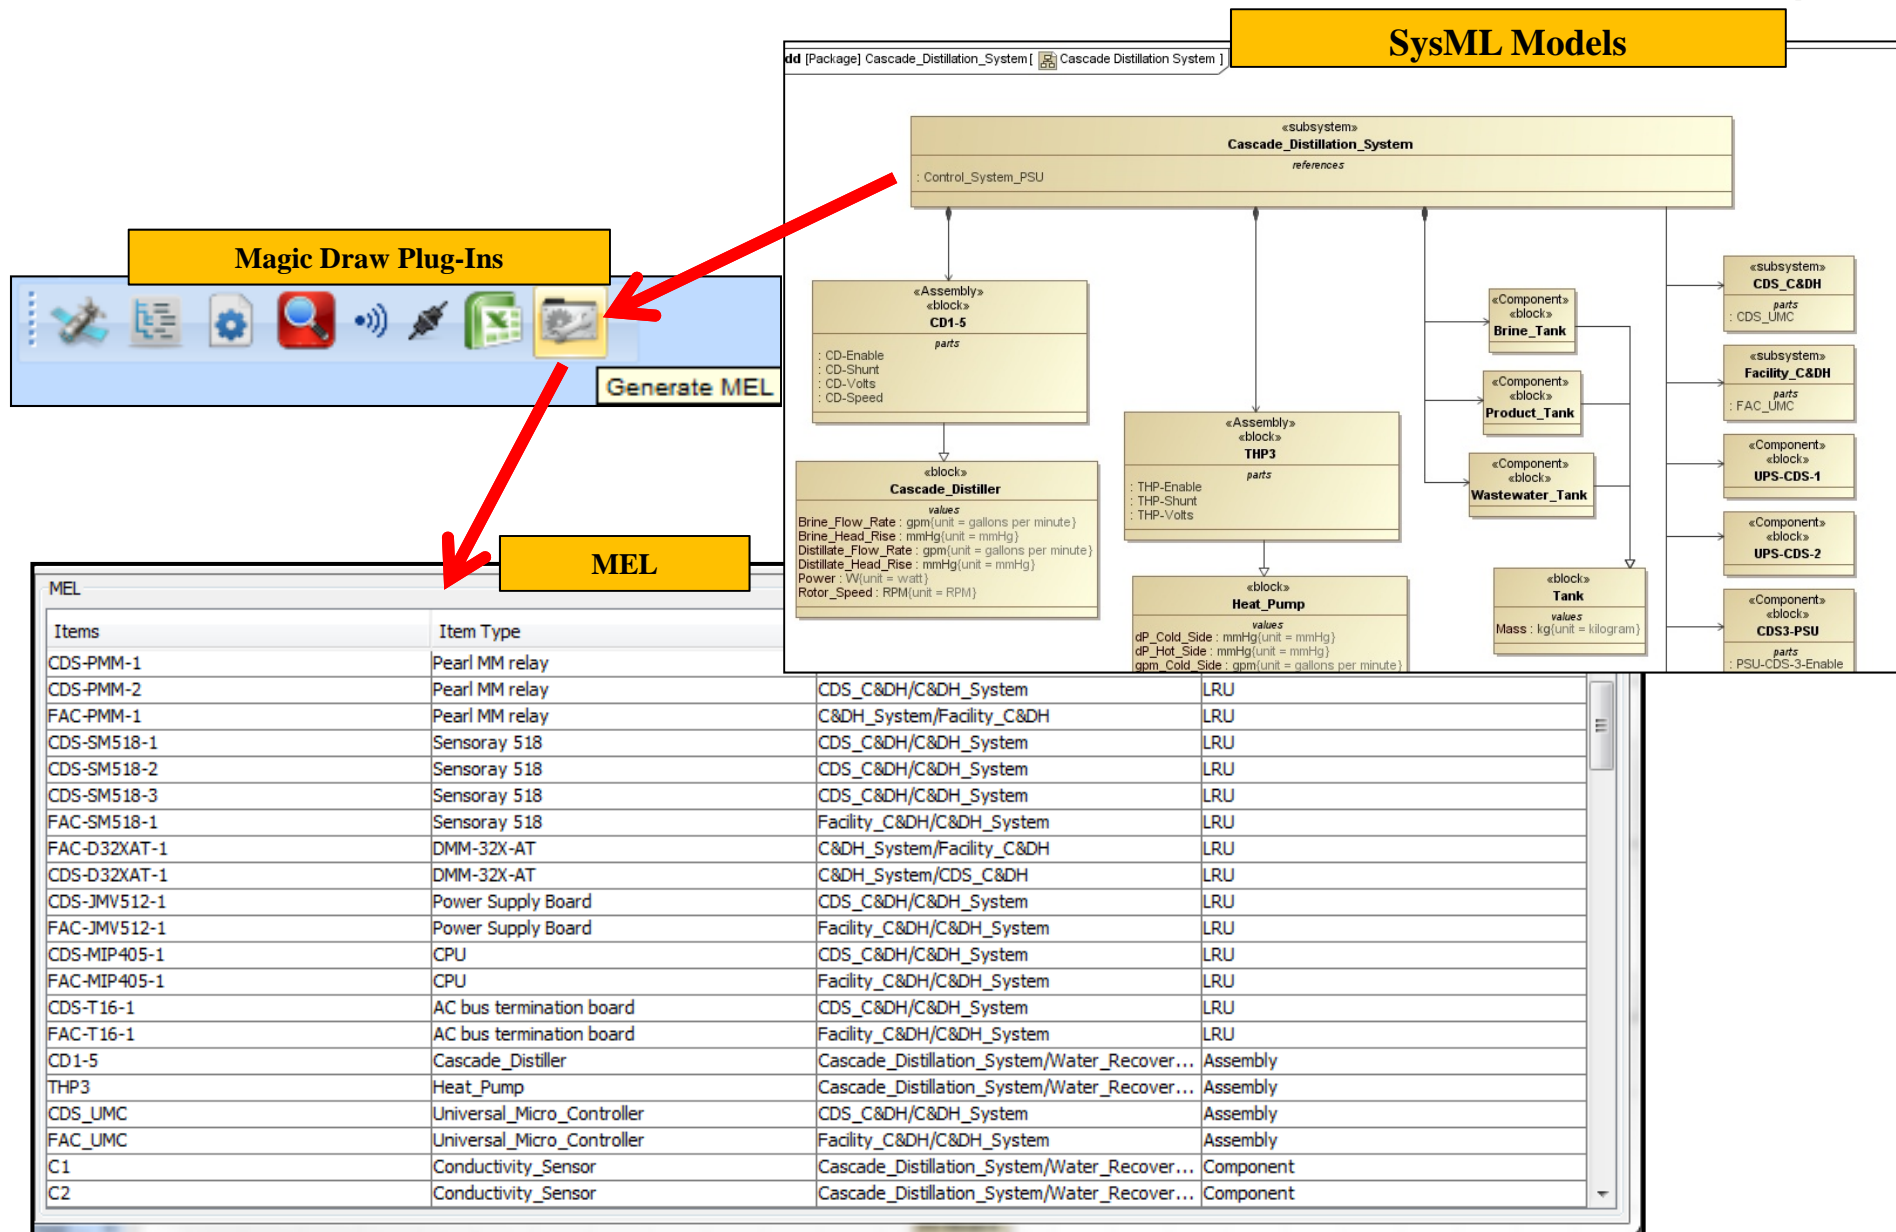 SysML Models
dd [Package] Cascade_Distillation_System [ Cascade Distillation System ]
«subsystem»
Cascade_Distillation_System
references
: Control_System_PSU
Magic Draw Plug-Ins
Generate MEL
«Assembly»
«block»
CD1-5
parts
: CD-Enable
: CD-Shunt
: CD-Volts
: CD-Speed
«block»
Cascade_Distiller
values
Brine_Flow_Rate : gpm{unit = gallons per minute}
Brine_Head_Rise : mmHg{unit = mmHg}
Distillate_Flow_Rate : gpm{unit = gallons per minute}
Distillate_Head_Rise : mmHg{unit = mmHg}
Power : W{unit = watt}
Rotor_Speed : RPM{unit = RPM}
«Assembly»
«block»
THP3
parts
: THP-Enable
: THP-Shunt
: THP-Volts
«block»
Heat_Pump
values
dP_Cold_Side : mmHg{unit = mmHg}
dP_Hot_Side : mmHg{unit = mmHg}
gpm_Cold_Side : gpm{unit = gallons per minute}
«Component»
«block»
Brine_Tank
«Component»
«block»
Product_Tank
«Component»
«block»
Wastewater_Tank
«block»
Tank
values
Mass : kg{unit = kilogram}
«subsystem»
CDS_C&DH
parts
: CDS_UMC
«subsystem»
Facility_C&DH
parts
: FAC_UMC
«Component»
«block»
UPS-CDS-1
«Component»
«block»
UPS-CDS-2
«Component»
«block»
CDS3-PSU
parts
: PSU-CDS-3-Enable
MEL
MEL
Items Item Type
CDS-PMM-1 Pearl MM relay
CDS-PMM-2 Pearl MM relay CDS_C&DH/C&DH_System LRU
FAC-PMM-1 Pearl MM relay C&DH_System/Facility_C&DH LRU
CDS-SM518-1 Sensoray 518 CDS_C&DH/C&DH_System LRU
CDS-SM518-2 Sensoray 518 CDS_C&DH/C&DH_System LRU
CDS-SM518-3 Sensoray 518 CDS_C&DH/C&DH_System LRU
FAC-SM518-1 Sensoray 518 Facility_C&DH/C&DH_System LRU
FAC-D32XAT-1 DMM-32X-AT C&DH_System/Facility_C&DH LRU
CDS-D32XAT-1 DMM-32X-AT C&DH_System/CDS_C&DH LRU
CDS-JMV512-1 Power Supply Board CDS_C&DH/C&DH_System LRU
FAC-JMV512-1 Power Supply Board Facility_C&DH/C&DH_System LRU
CDS-MIP405-1 CPU CDS_C&DH/C&DH_System LRU
FAC-MIP405-1 CPU Facility_C&DH/C&DH_System LRU
CDS-T16-1 AC bus termination board CDS_C&DH/C&DH_System LRU
FAC-T16-1 AC bus termination board Facility_C&DH/C&DH_System LRU
CD1-5 Cascade_Distiller Cascade_Distillation_System/Water_Recover... Assembly
THP3 Heat_Pump Cascade_Distillation_System/Water_Recover... Assembly
CDS_UMC Universal_Micro_Controller CDS_C&DH/C&DH_System Assembly
FAC_UMC Universal_Micro_Controller Facility_C&DH/C&DH_System Assembly
C1 Conductivity_Sensor Cascade_Distillation_System/Water_Recover... Component
C2 Conductivity_Sensor Cascade_Distillation_System/Water_Recover... Component